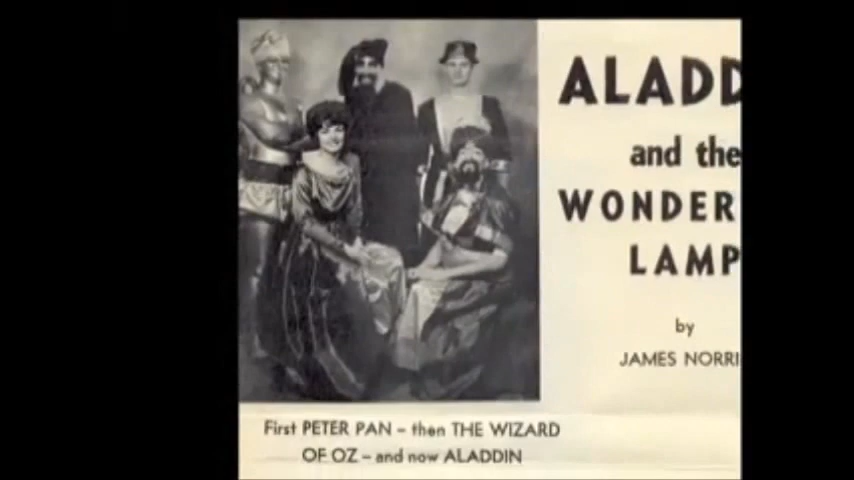 ALADD
and the
WONDER
LAMP
by
JAMES NORRI
First PETER PAN – then THE WIZARD
OF OZ – and now ALADDIN